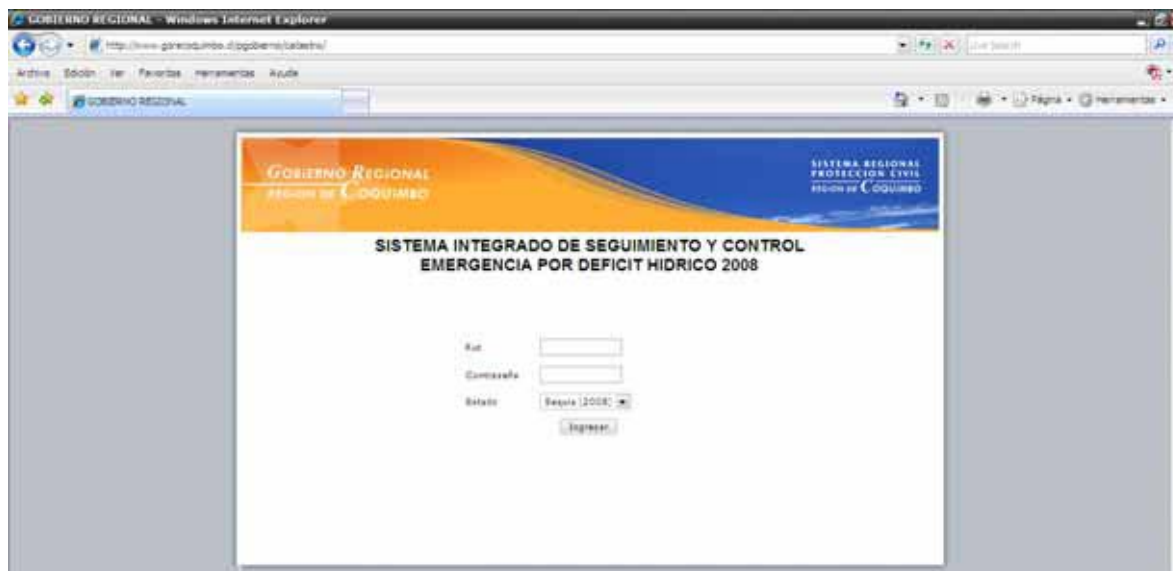 GOBIERNO REGIONAL - Windows Internet Explorer
Archivo Edición Ver Favoritos Herramientas Ayuda
GOBIERNO REGIONAL
Página Herramientas
GOBIERNO REGIONAL
REGION DE COQUIMBO
SISTEMA REGIONAL
PROTECCION CIVIL
REGION DE COQUIMBO
SISTEMA INTEGRADO DE SEGUIMIENTO Y CONTROL
EMERGENCIA POR DEFICIT HIDRICO 2008
Rut
Contraseña
Estado Sequia (2008)
Ingresar